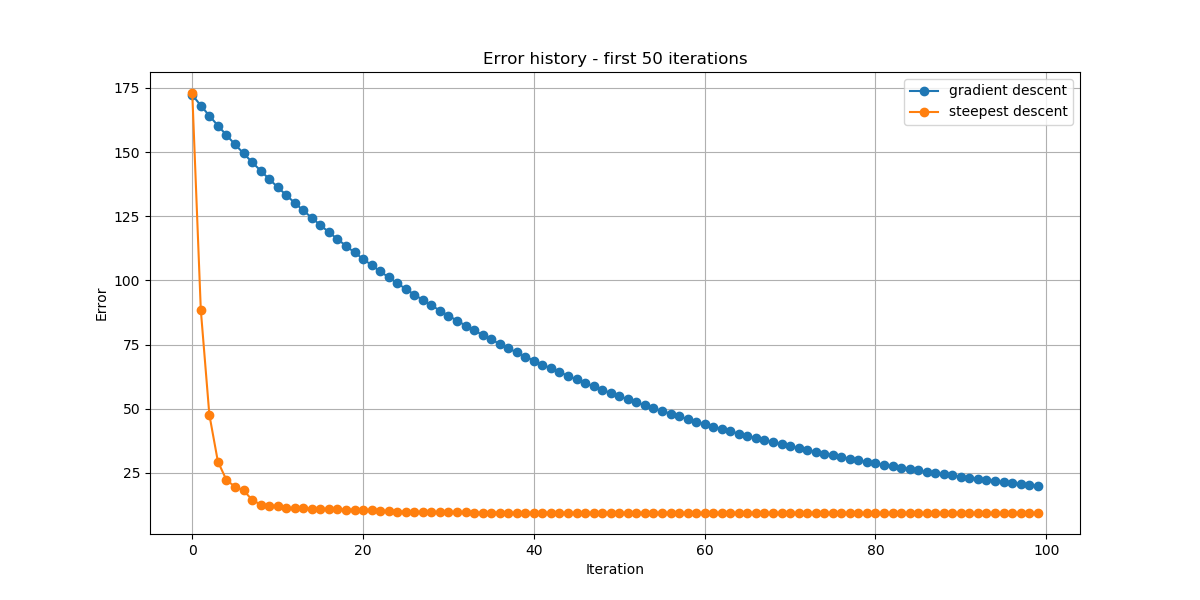 Error history - first 50 iterations
gradient descent
steepest descent
175
150
125
100
75
50
25
Error
0 20 40 60 80 100
Iteration